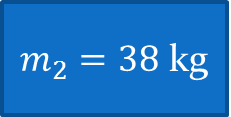 m₂ = 38 kg